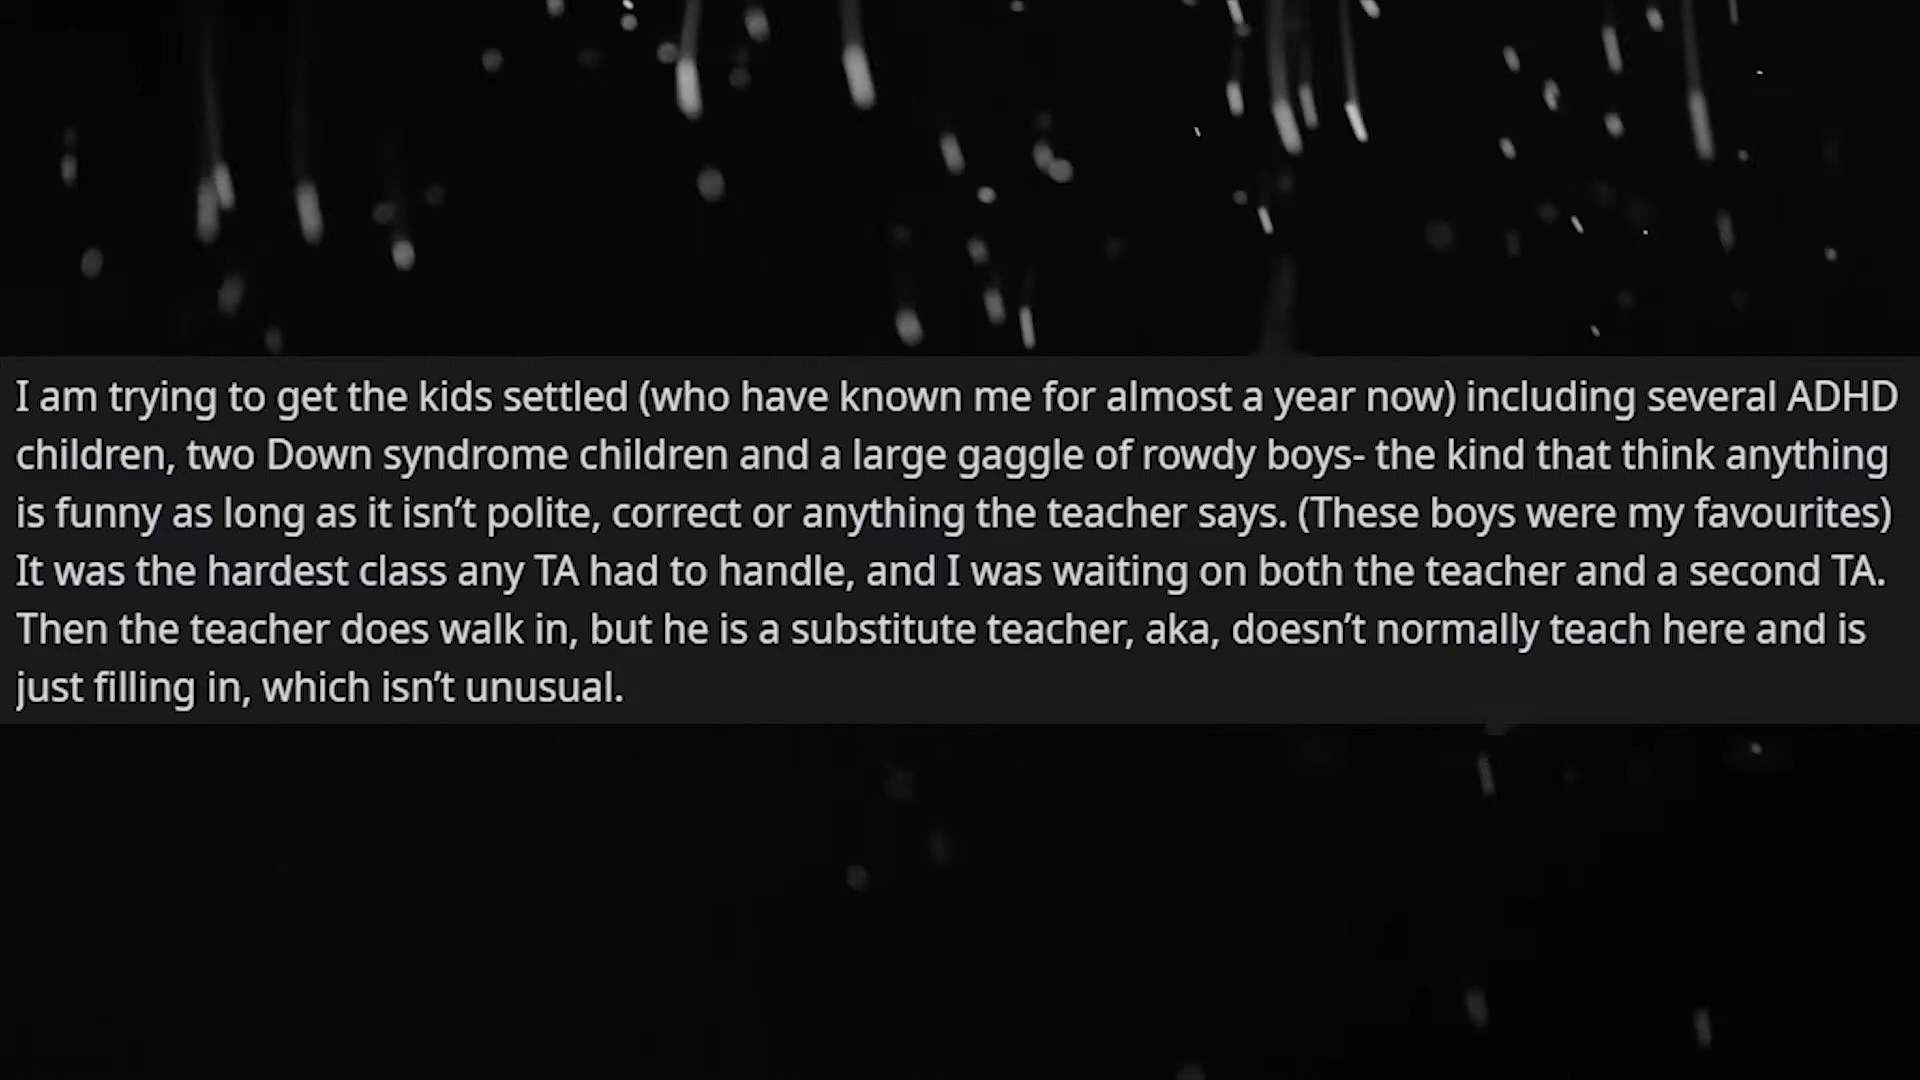 I am trying to get the kids settled (who have known me for almost a year now) including several ADHD
children, two Down syndrome children and a large gaggle of rowdy boys- the kind that think anything
is funny as long as it isn’t polite, correct or anything the teacher says. (These boys were my favourites)
It was the hardest class any TA had to handle, and I was waiting on both the teacher and a second TA.
Then the teacher does walk in, but he is a substitute teacher, aka, doesn’t normally teach here and is
just filling in, which isn’t unusual.